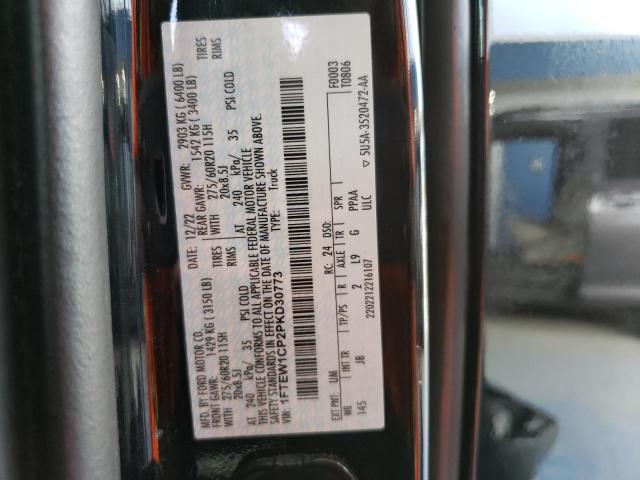 MFD. BY FORD MOTOR CO.
DATE: 12/22 GVWR: 2903 KG ( 6400 LB)
FRONT GAWR: 1429 KG ( 3150 LB) REAR GAWR: 1542 KG ( 3400 LB)
WITH 275/60R20 115H TIRES WITH 275/60R20 115H TIRES
20x8.5J RIMS 20x8.5J RIMS
AT 240 kPa/ 35 PSI COLD AT 240 kPa/ 35 PSI COLD
THIS VEHICLE CONFORMS TO ALL APPLICABLE FEDERAL MOTOR VEHICLE
SAFETY STANDARDS IN EFFECT ON THE DATE OF MANUFACTURE SHOWN ABOVE.
VIN: 1FTEW1CP2PKD30773 TYPE: Truck
F0003
T0806
EXT PNT: UM RC: 24 DSO:
WB INT TR TP/PS R AXLE TR SPR
145 JB 2 L9 G PPAA
ULC
2202212216107 ▽ 5U5A-3520472-AA